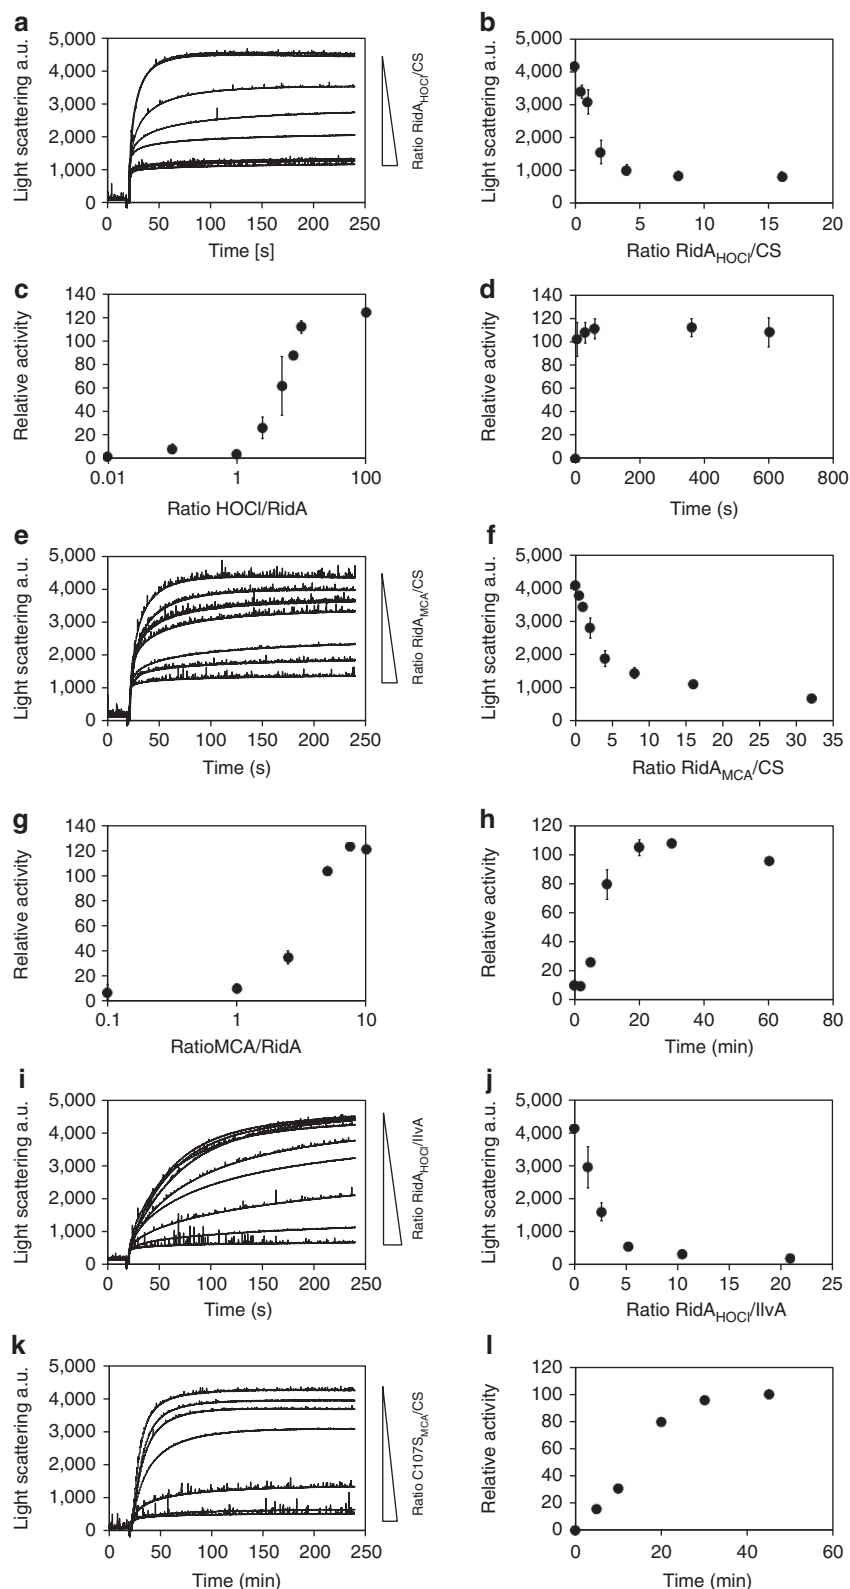 a
5,000
4,000
3,000
2,000
1,000
0
Light scattering a.u.
0 50 100 150 200 250
Time [s]
Ratio RidA_HOCl/CS
b
5,000
4,000
3,000
2,000
1,000
0
Light scattering a.u.
0 5 10 15 20
Ratio RidA_HOCl/CS
c
140
120
100
80
60
40
20
0
Relative activity
0.01 1 100
Ratio HOCl/RidA
d
140
120
100
80
60
40
20
0
Relative activity
0 200 400 600 800
Time (s)
e
5,000
4,000
3,000
2,000
1,000
0
Light scattering a.u.
0 50 100 150 200 250
Time (s)
Ratio RidA_MCA/CS
f
5,000
4,000
3,000
2,000
1,000
0
Light scattering a.u.
0 5 10 15 20 25 30 35
Ratio RidA_MCA/CS
g
140
120
100
80
60
40
20
0
Relative activity
0.1 1 10
RatioMCA/RidA
h
120
100
80
60
40
20
0
Relative activity
0 20 40 60 80
Time (min)
i
5,000
4,000
3,000
2,000
1,000
0
Light scattering a.u.
0 50 100 150 200 250
Time (s)
Ratio RidA_HOCl/IlvA
j
5,000
4,000
3,000
2,000
1,000
0
Light scattering a.u.
0 5 10 15 20 25
Ratio RidA_HOCl/IlvA
k
5,000
4,000
3,000
2,000
1,000
0
Light scattering a.u.
0 50 100 150 200 250
Time (min)
Ratio C107S_MCA/CS
l
120
100
80
60
40
20
0
Relative activity
0 20 40 60
Time (min)